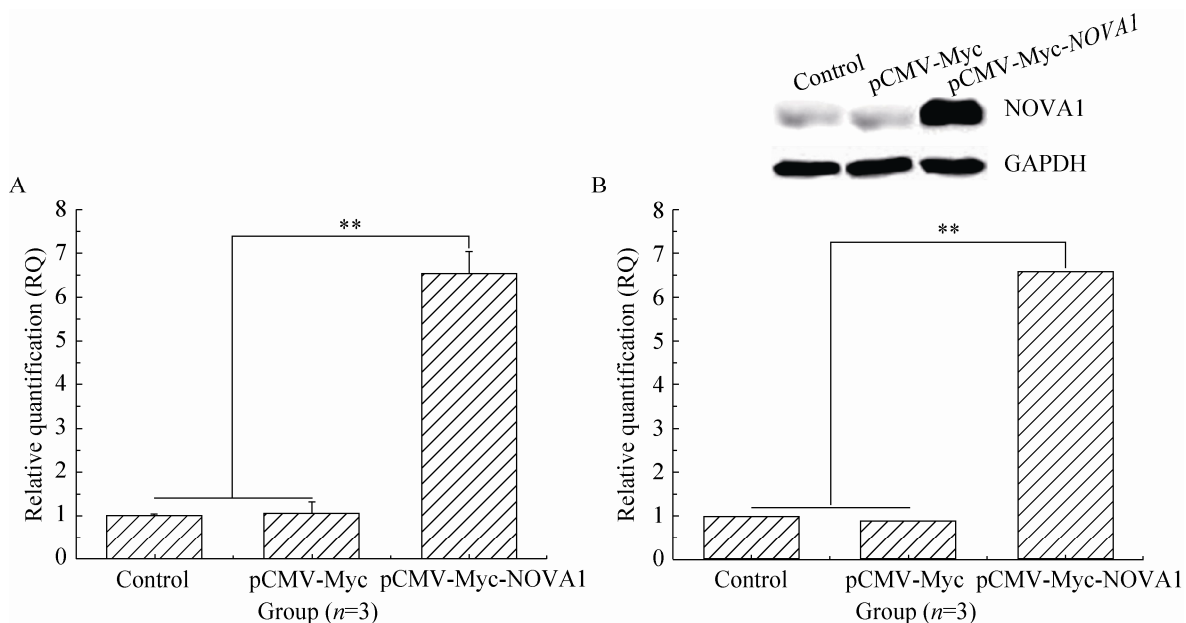 A
Relative quantification (RQ)
8
7
6
5
4
3
2
1
0
**
Control pCMV-Myc pCMV-Myc-NOVA1
Group (n=3)
Control pCMV-Myc pCMV-Myc-NOVA1
NOVA1
GAPDH
B
Relative quantification (RQ)
8
7
6
5
4
3
2
1
0
**
Control pCMV-Myc pCMV-Myc-NOVA1
Group (n=3)